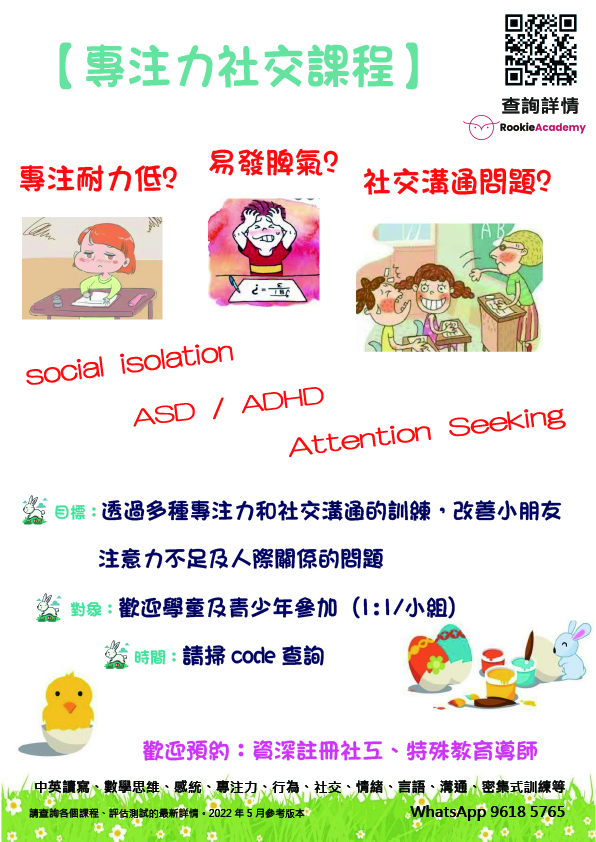 【專注力社交課程】
查詢詳情
RookieAcademy
專注耐力低？
易發脾氣？
社交溝通問題？
A B
social isolation
ASD / ADHD
Attention Seeking
目標：透過多種專注力和社交溝通的訓練，改善小朋友
注意力不足及人際關係的問題
對象：歡迎學童及青少年參加（1:1/小組）
時間：請掃 code 查詢
歡迎預約：資深註冊社工、特殊教育導師
中英讀寫、數學思維、感統、專注力、行為、社交、情緒、言語、溝通、密集式訓練等
請查詢各個課程、評估測試的最新詳情，2022 年 5 月參考版本
WhatsApp 9618 5765